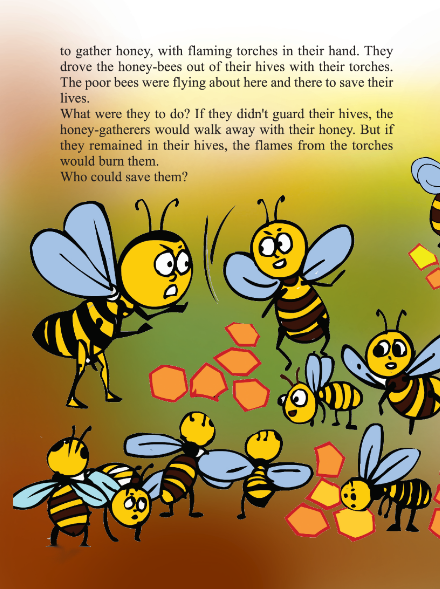 to gather honey, with flaming torches in their hand. They
drove the honey-bees out of their hives with their torches.
The poor bees were flying about here and there to save their
lives.
What were they to do? If they didn't guard their hives, the
honey-gatherers would walk away with their honey. But if
they remained in their hives, the flames from the torches
would burn them.
Who could save them?